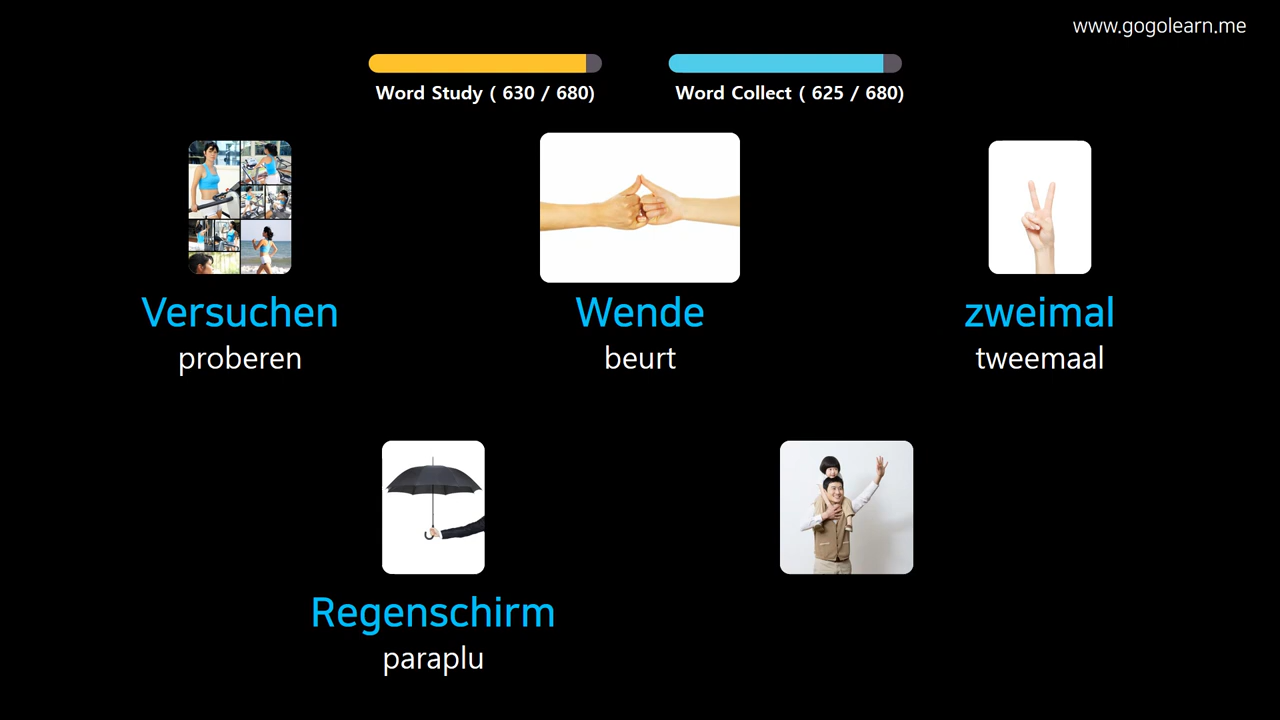 www.gogolearn.me
Word Study ( 630 / 680)
Word Collect ( 625 / 680)
Versuchen
proberen
Wende
beurt
zweimal
tweemaal
Regenschirm
paraplu